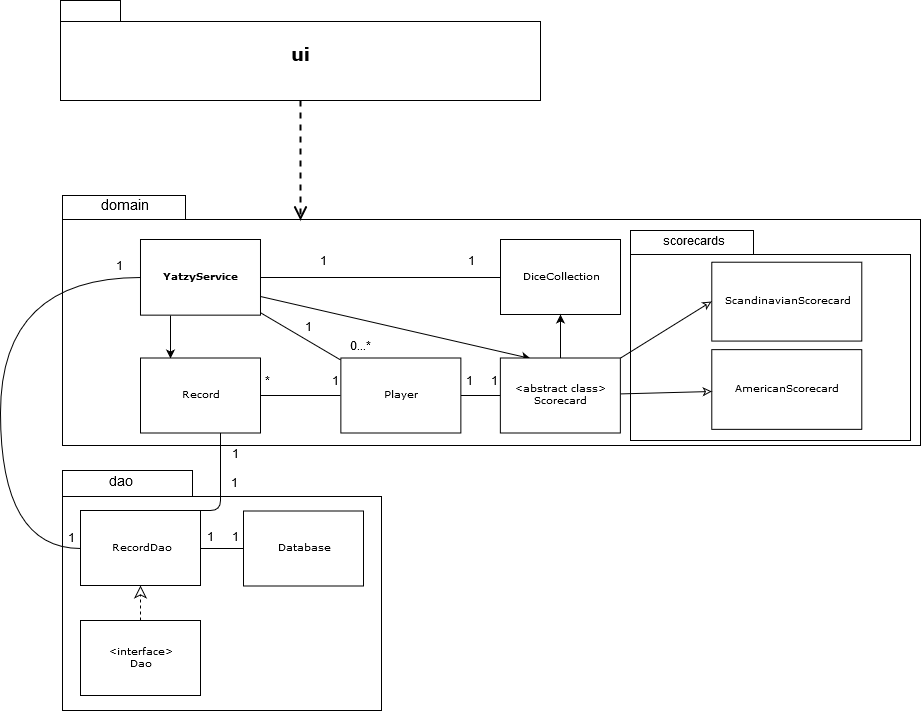 ui
domain
scorecards
1
YatzyService
1
1
DiceCollection
ScandinavianScorecard
1
0...*
Record
*
1
Player
1
1
<abstract class>
Scorecard
AmericanScorecard
1
dao
1
1
RecordDao
1
1
Database
<interface>
Dao